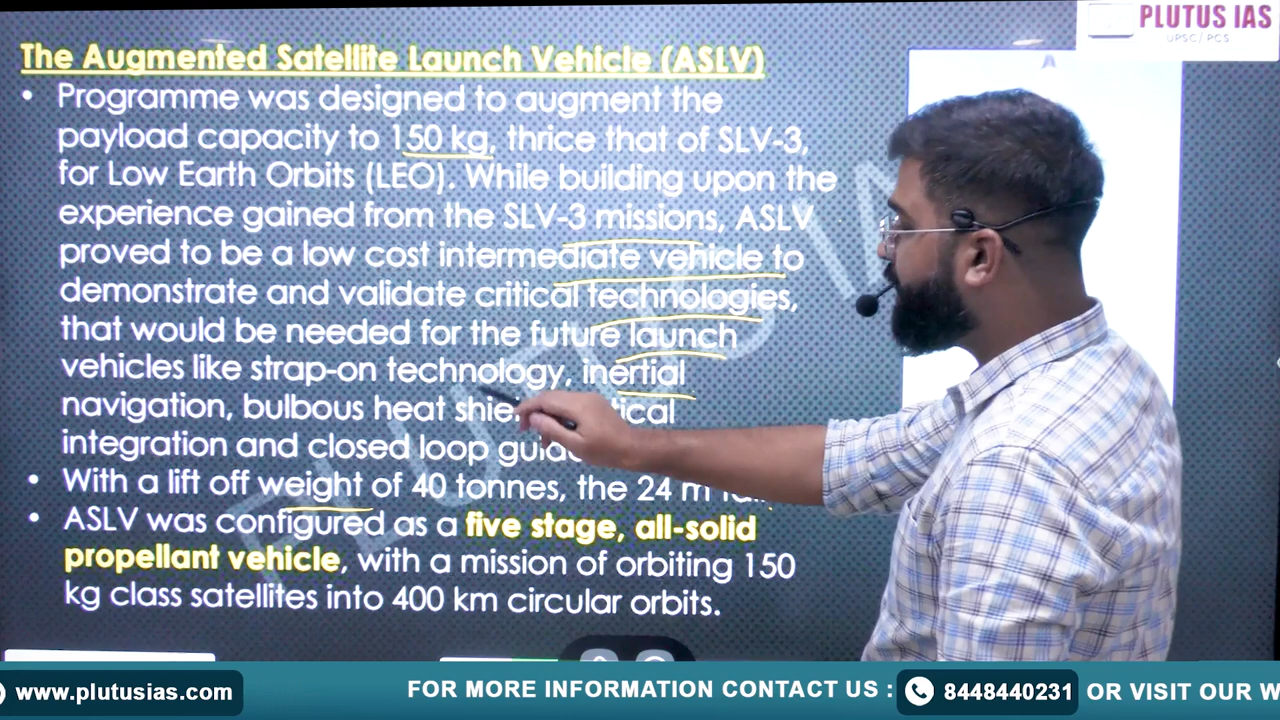 PLUTUS IAS
UPSC/ PCS
The Augmented Satellite Launch Vehicle (ASLV)
• Programme was designed to augment the
payload capacity to 150 kg, thrice that of SLV-3,
for Low Earth Orbits (LEO). While building upon the
experience gained from the SLV-3 missions, ASLV
proved to be a low cost intermediate vehicle to
demonstrate and validate critical technologies,
that would be needed for the future launch
vehicles like strap-on technology, inertial
navigation, bulbous heat tical
integration and closed loop
• With a lift off weight of 40 tonnes, the 24 m
• ASLV was configured as a five stage, all-solid
propellant vehicle, with a mission of orbiting 150
kg class satellites into 400 km circular orbits.
www.plutusias.com
FOR MORE INFORMATION CONTACT US :
8448440231
OR VISIT OUR W